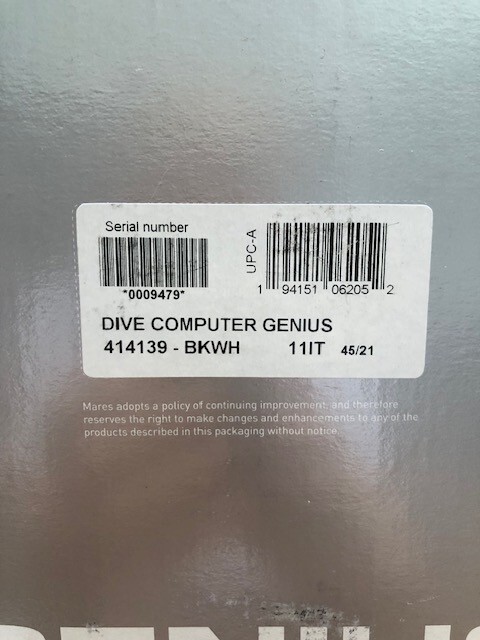 Serial number
*0009479*
UPC-A
1 94151 06205 2
DIVE COMPUTER GENIUS
414139 - BKWH 11IT 45/21
Mares adopts a policy of continuing improvement, and therefore
reserves the right to make changes and enhancements to any of the
products described in this packaging without notice.